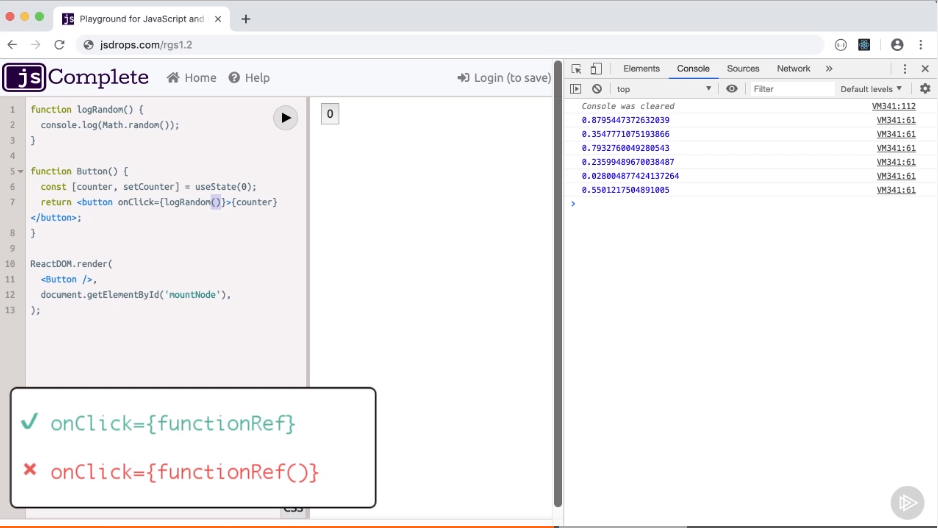 Playground for JavaScript and
jsdrops.com/rgs1.2
jsComplete
Home
Help
Login (to save)
1 function logRandom() {
2 console.log(Math.random());
3 }
4
5 function Button() {
6 const [counter, setCounter] = useState(0);
7 return <button onClick={logRandom()}>{counter}
</button>;
8 }
9
10 ReactDOM.render(
11 <Button />,
12 document.getElementById('mountNode'),
13 );
0
Elements Console Sources Network »
top Filter Default levels
Console was cleared VM341:112
0.8795447372632039 VM341:61
0.3547771075193866 VM341:61
0.7932760049280543 VM341:61
0.23599489670038487 VM341:61
0.028004877424137264 VM341:61
0.5501217504891005 VM341:61
✓ onClick={functionRef}
✗ onClick={functionRef()}
CSS